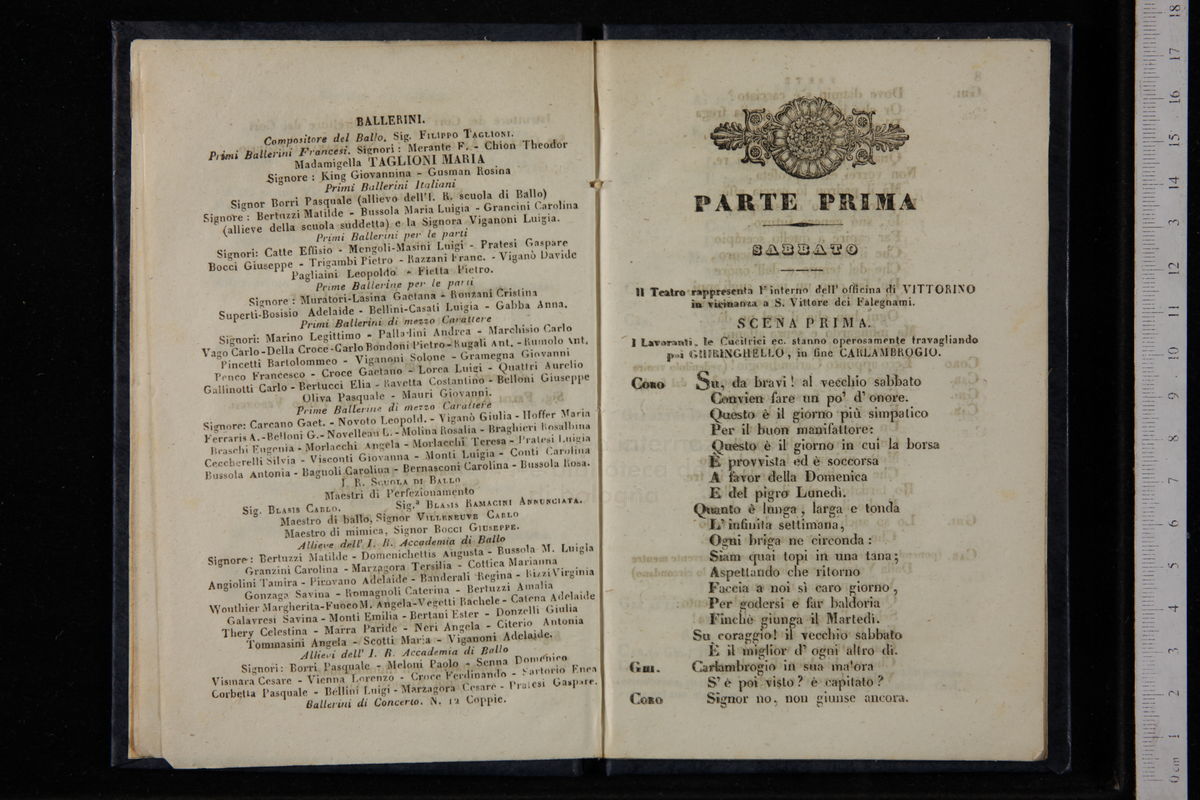 BALLERINI.
Compositore del Ballo, Sig. FILIPPO TAGLIONI.
Primi Ballerini Francesi. Signori: Merante F. - Chion Theodor
Madamigella TAGLIONI MARIA
Signore: King Giovannina - Gusman Rosina
Primi Ballerini Italiani
Signor Borri Pasquale (allievo dell'I. R. scuola di Ballo)
Signore: Bertuzzi Matilde - Bussola Maria Luigia - Grancini Carolina
(allieve della scuola suddetta) e la Signora Viganoni Luigia.
Primi Ballerini per le parti
Signori: Catte Effisio - Mengoli-Masini Luigi - Pratesi Gaspare
Bocci Giuseppe - Trigambi Pietro - Razzani Franc. - Viganò Davide
Pagliaini Leopoldo - Fietta Pietro.
Prime Ballerine per le parti
Signore: Muratori-Lasina Gaetana - Ronzani Cristina
Superti-Bosisio Adelaide - Bellini-Casati Luigia - Gabba Anna.
Primi Ballerini di mezzo Carattere
Signori: Marino Legittimo - Palladini Andrea - Marchisio Carlo
Vago Carlo - Della Croce-Carlo Bondoni Pietro - Rugali Ant. - Rumolo Ant.
Pincetti Bartolommeo - Viganoni Solone - Gramegna Giovanni
Penco Francesco - Croce Gaetano - Lorea Luigi - Quattri Aurelio
Gallinotti Carlo - Bertucci Elia - Ravetta Costantino - Belloni Giuseppe
Oliva Pasquale - Mauri Giovanni.
Prime Ballerine di mezzo Carattere
Signore: Carcano Gaet. - Novoto Leopold. - Viganò Giulia - Hoffer Maria
Ferraris A. - Belloni G. - Novelleau L. - Molina Rosalia - Braghieri Rosalbina
Braschi Eugenia - Morlacchi Angela - Morlacchi Teresa - Pratesi Luigia
Ceccherelli Silvia - Visconti Giovanna - Monti Luigia - Conti Carolina
Bussola Antonia - Bagnoli Carolina - Bernasconi Carolina - Bussola Rosa.
I. R. SCUOLA DI BALLO
Maestri di Perfezionamento
Sig. BLASIS CARLO. Sig.ª BLASIS RAMACINI ANNUNCIATA.
Maestro di ballo, Signor VILLENEUVE CARLO
Maestro di mimica, Signor BOCCI GIUSEPPE.
Allieve dell'I. R. Accademia di Ballo
Signore: Bertuzzi Matilde - Domenichettis Augusta - Bussola M. Luigia
Granzini Carolina - Marzagora Tersilia - Cottica Marianna
Angiolini Tamira - Pirovano Adelaide - Banderali Regina - Rizzi Virginia
Gonzaga Savina - Romagnoli Caterina - Bertuzzi Amalia
Wouthier Margherita - Fuoco M. Angela - Vegetti Rachele - Catena Adelaide
Galavresi Savina - Monti Emilia - Bertani Ester - Donzelli Giulia
Thery Celestina - Marra Paride - Neri Angela - Citerio Antonia
Tommasini Angela - Scotti Maria - Viganoni Adelaide.
Allievi dell'I. R. Accademia di Ballo
Signori: Borri Pasquale - Meloni Paolo - Senna Domenico
Vismara Cesare - Vienna Lorenzo - Croce Ferdinando - Sartorio Enea
Corbetta Pasquale - Bellini Luigi - Marzagora Cesare - Pratesi Gaspare.
Ballerini di Concerto. N. 12 Coppie.
PARTE PRIMA
SABBATO
Il Teatro rappresenta l'interno dell'officina di VITTORINO
in vicinanza a S. Vittore dei Falegnami.
SCENA PRIMA.
I Lavoranti, le Cucitrici ec. stanno operosamente travagliando
poi GHIRINGHELLO, in fine CARLAMBROGIO.
CORO Su, da bravi! al vecchio sabbato
Convien fare un po' d'onore.
Questo è il giorno più simpatico
Per il buon manifattore:
Questo è il giorno in cui la borsa
È provvista ed è soccorsa
A favor della Domenica
E del pigro Lunedì.
Quanto è lunga, larga e tonda
L'infinita settimana,
Ogni briga ne circonda:
Siam quai topi in una tana;
Aspettando che ritorno
Faccia a noi sì caro giorno,
Per godersi e far baldoria
Finchè giunga il Martedì.
Su coraggio! il vecchio sabbato
È il miglior d'ogni altro dì.
GHI. Carlambrogio in sua malora
S'è poi visto? è capitato?
CORO Signor no, non giunse ancora.